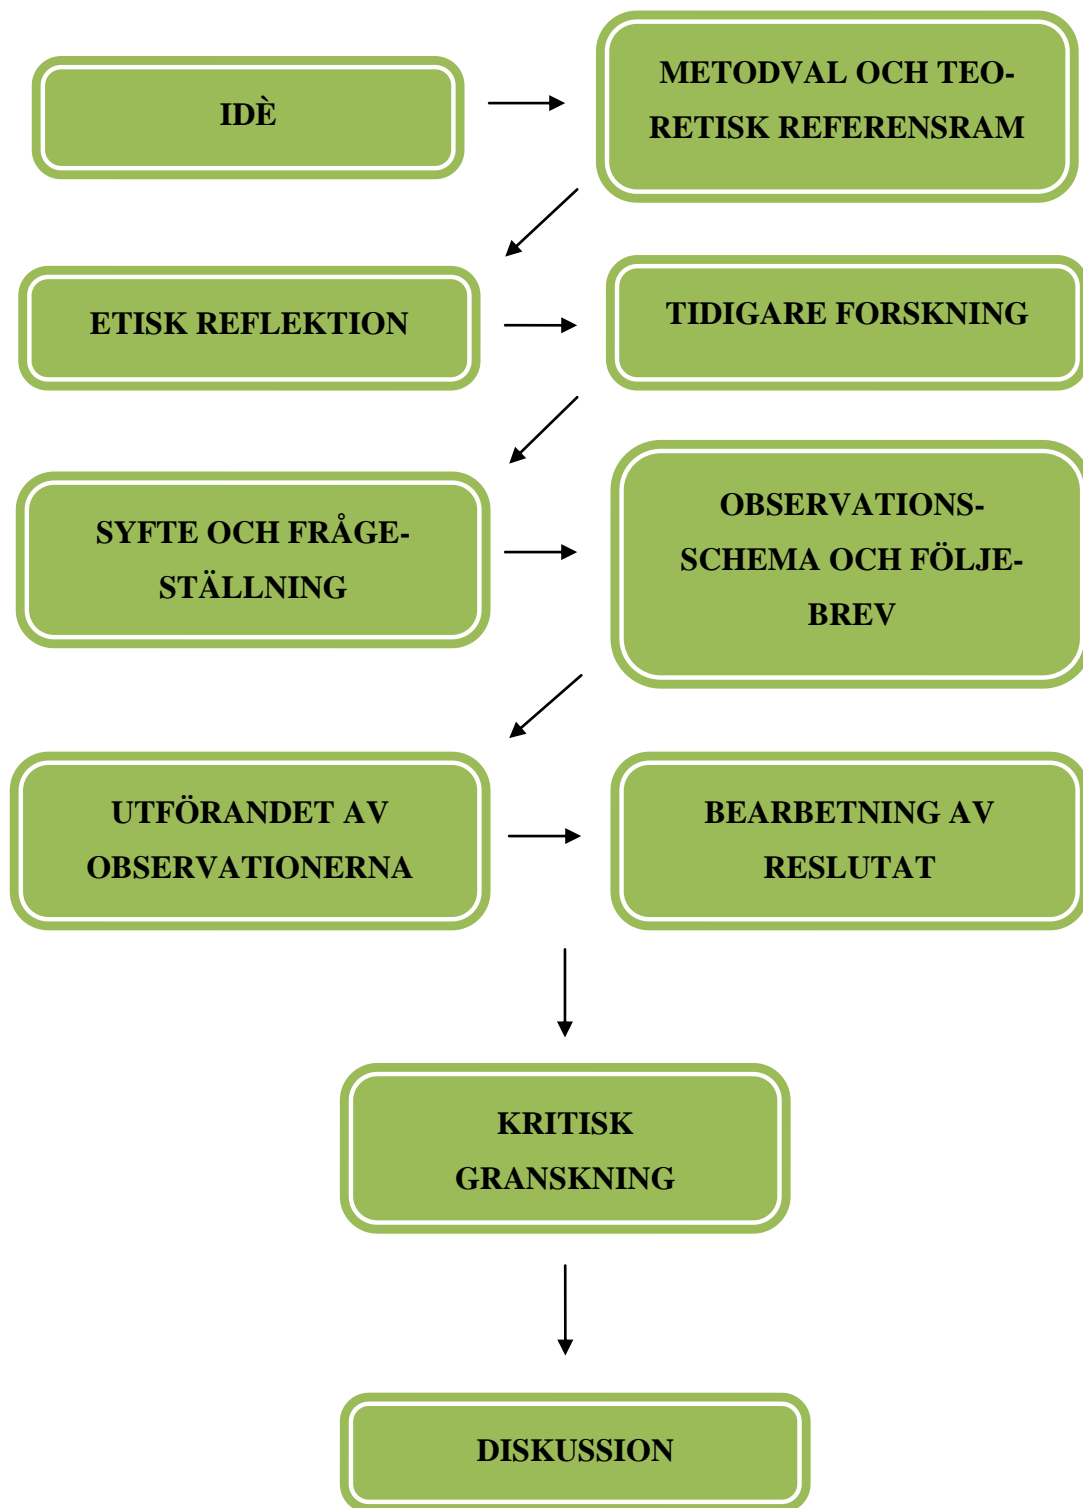 IDÈ
METODVAL OCH TEO-
RETISK REFERENSRAM
ETISK REFLEKTION
TIDIGARE FORSKNING
SYFTE OCH FRÅGE-
STÄLLNING
OBSERVATIONS-
SCHEMA OCH FÖLJE-
BREV
UTFÖRANDET AV
OBSERVATIONERNA
BEARBETNING AV
RESLUTAT
KRITISK
GRANSKNING
DISKUSSION